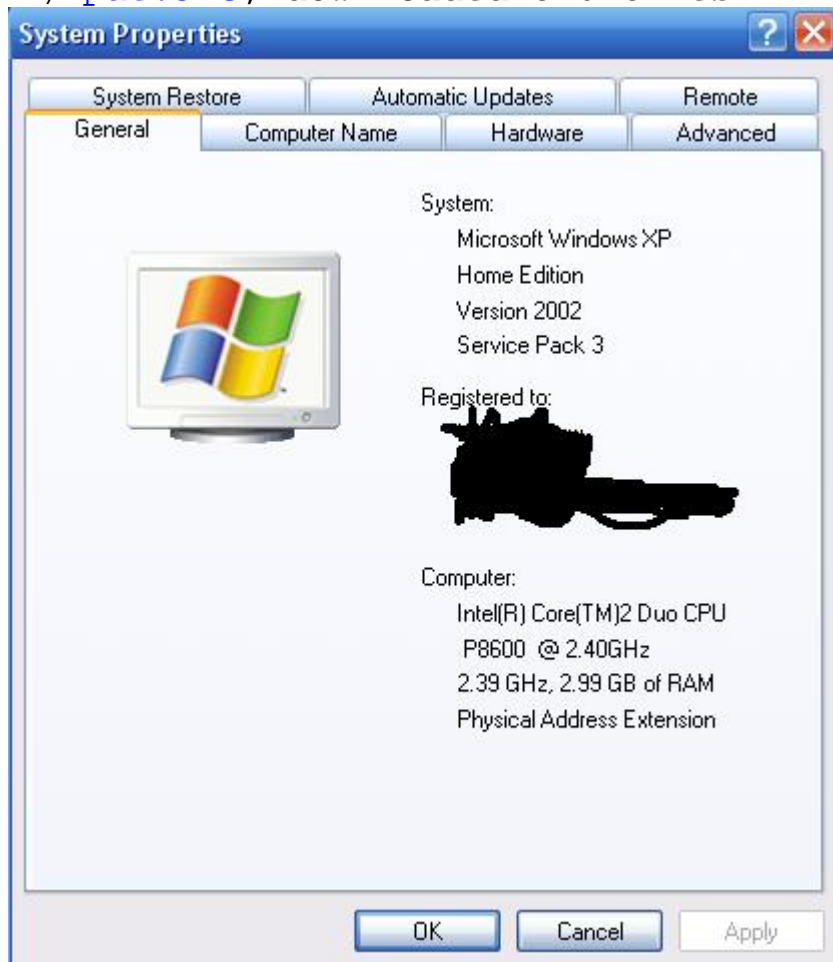 System Properties
System Restore
Automatic Updates
Remote
General
Computer Name
Hardware
Advanced
System:
Microsoft Windows XP
Home Edition
Version 2002
Service Pack 3
Registered to:
Computer:
Intel(R) Core(TM)2 Duo CPU
P8600 @ 2.40GHz
2.39 GHz, 2.99 GB of RAM
Physical Address Extension
OK
Cancel
Apply